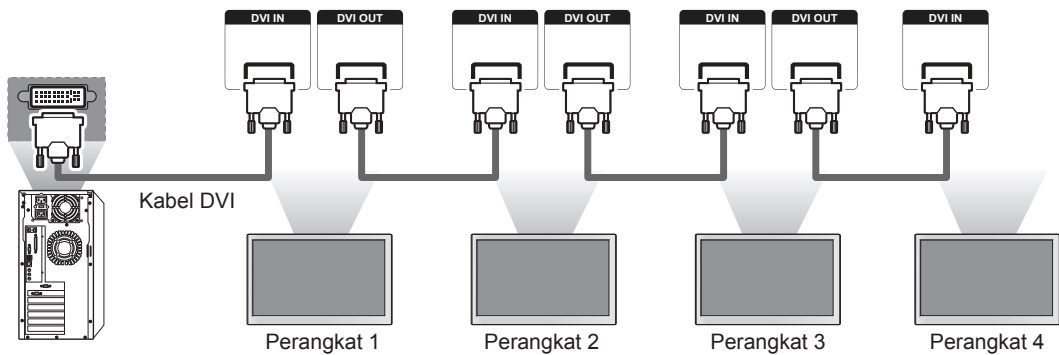 DVI IN DVI OUT DVI IN DVI OUT DVI IN DVI OUT DVI IN
Kabel DVI
Perangkat 1 Perangkat 2 Perangkat 3 Perangkat 4